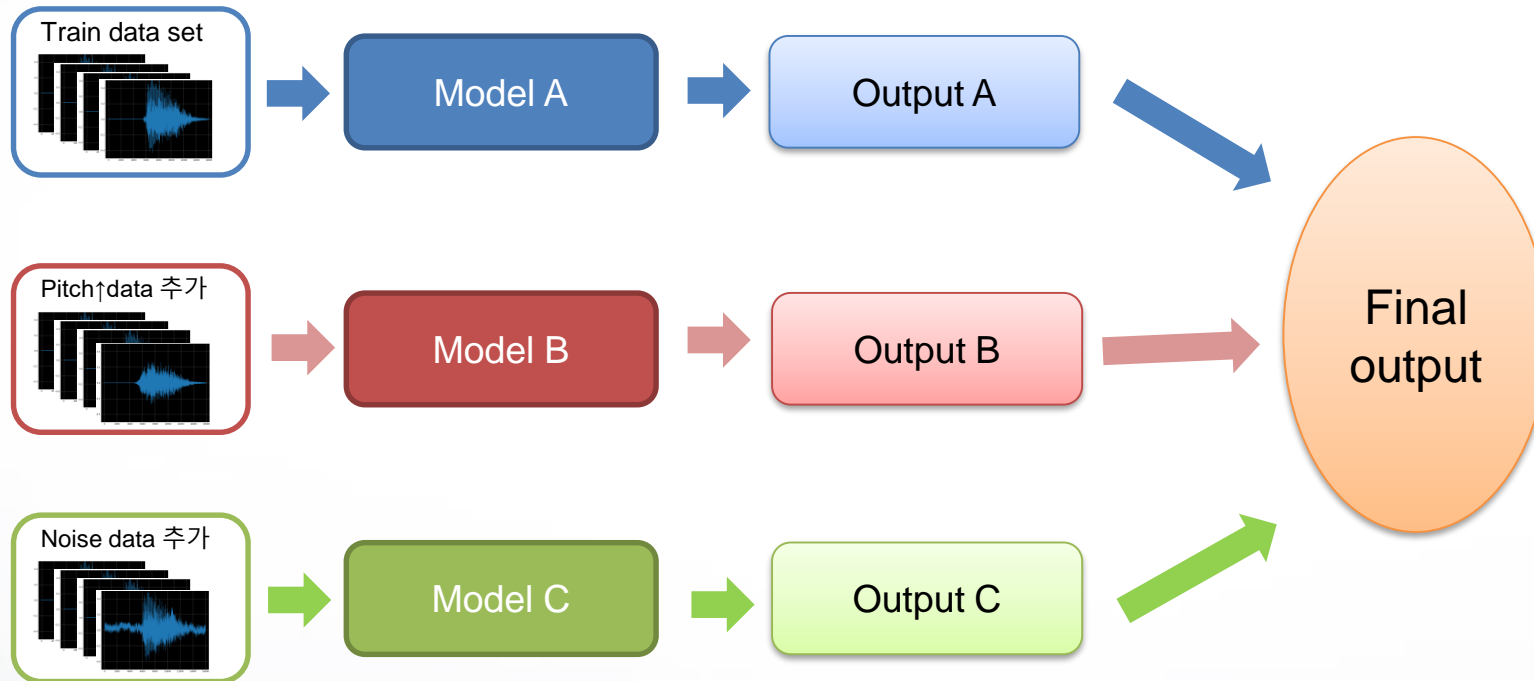 Train data set
Model A
Output A
Pitch↑data 추가
Model B
Output B
Final
output
Noise data 추가
Model C
Output C